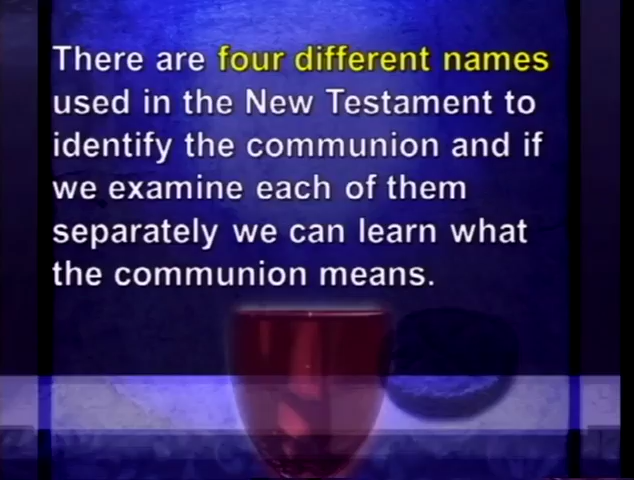 There are four different names
used in the New Testament to
identify the communion and if
we examine each of them
separately we can learn what
the communion means.